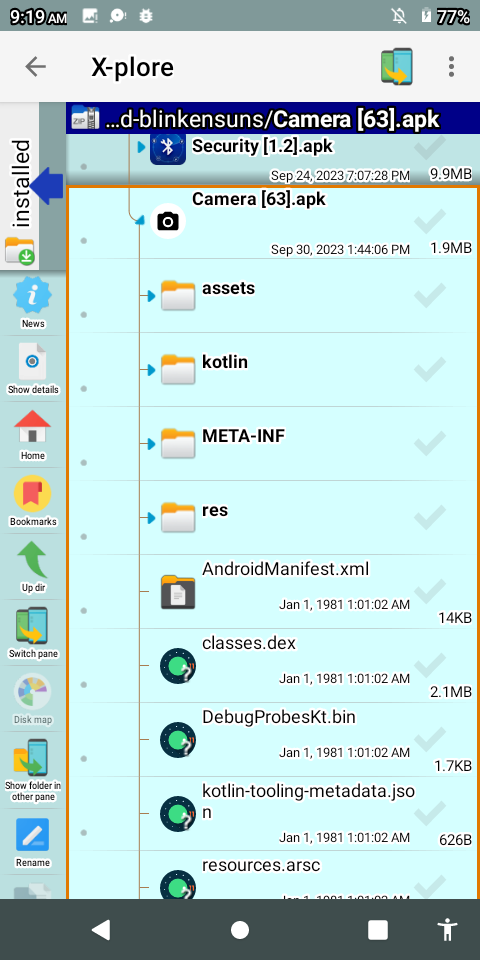 9:19 AM
77%
X-plore
ZIP
…d-blinkensuns/Camera [63].apk
installed
Security [1.2].apk
Sep 24, 2023 7:07:28 PM
9.9MB
Camera [63].apk
Sep 30, 2023 1:44:06 PM
1.9MB
News
assets
Show details
kotlin
Home
META-INF
Bookmarks
res
Up dir
AndroidManifest.xml
Jan 1, 1981 1:01:02 AM
14KB
Switch pane
classes.dex
Jan 1, 1981 1:01:02 AM
2.1MB
Disk map
DebugProbesKt.bin
Jan 1, 1981 1:01:02 AM
1.7KB
Show folder in
other pane
kotlin-tooling-metadata.jso
n
Jan 1, 1981 1:01:02 AM
626B
Rename
resources.arsc